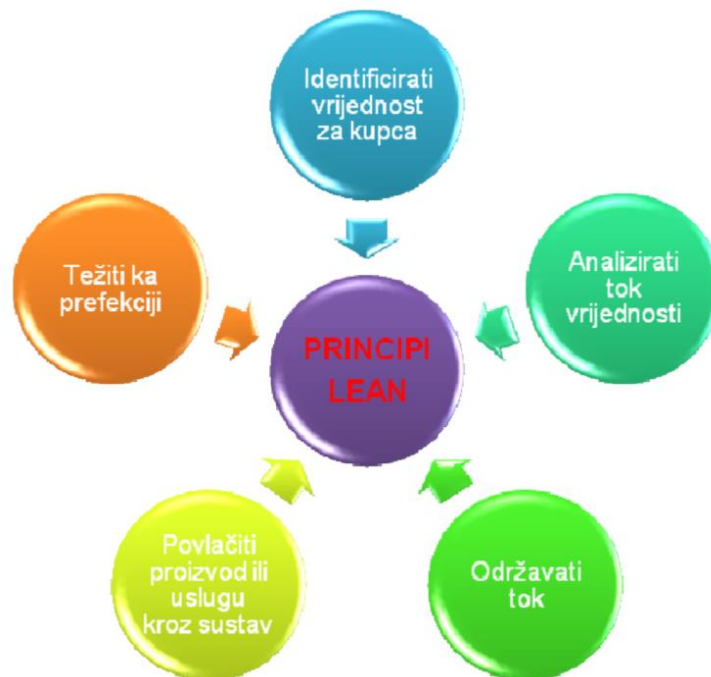 Identificirati
vrijednost
za kupca
Analizirati
tok
vrijednosti
Održavati
tok
Povlačiti
proizvod ili
uslugu
kroz sustav
Težiti ka
prefekciji
PRINCIPI
LEAN